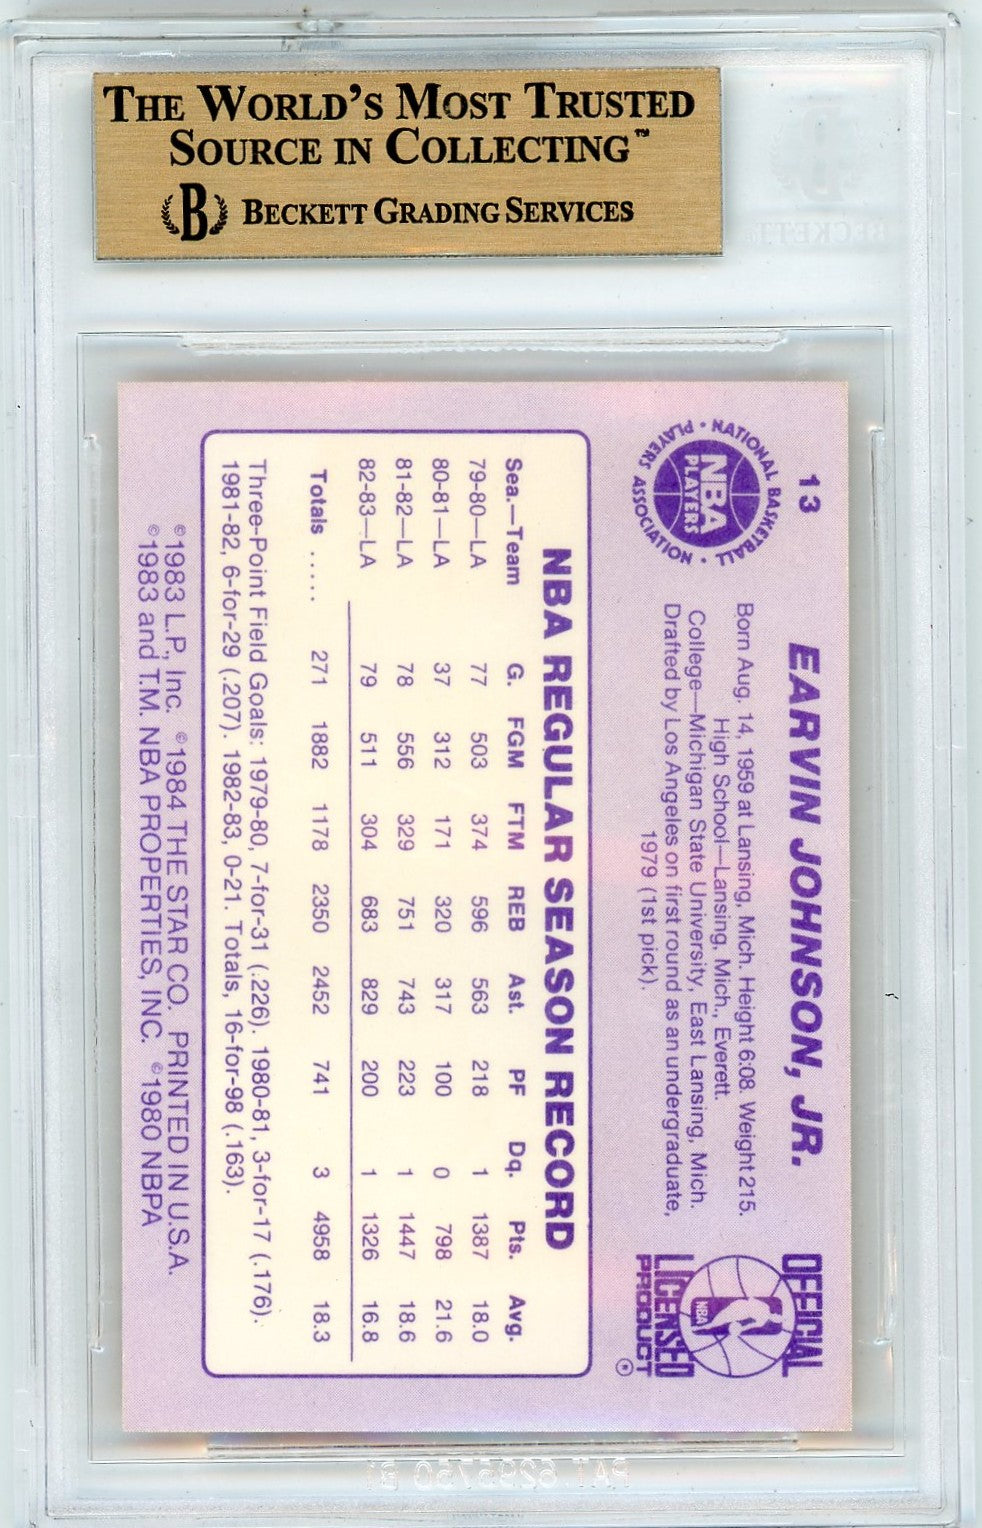 THE WORLD'S MOST TRUSTED
SOURCE IN COLLECTING™
B BECKETT GRADING SERVICES
BECKETT
13
NATIONAL BASKETBALL • PLAYERS ASSOCIATION •
NBA
PLAYERS
EARVIN JOHNSON, JR.
Born Aug. 14, 1959 at Lansing, Mich. Height 6:08. Weight 215.
High School—Lansing, Mich., Everett.
College—Michigan State University, East Lansing, Mich.
Drafted by Los Angeles on first round as an undergraduate,
1979 (1st pick).
OFFICIAL
NBA
LICENSED
PRODUCT
®
NBA REGULAR SEASON RECORD
Sea.—Team G. FGM FTM REB Ast. PF Dq. Pts. Avg.
79-80—LA 77 503 374 596 563 218 1 1387 18.0
80-81—LA 37 312 171 320 317 100 0 798 21.6
81-82—LA 78 556 329 751 743 223 1 1447 18.6
82-83—LA 79 511 304 683 829 200 1 1326 16.8
Totals ..... 271 1882 1178 2350 2452 741 3 4958 18.3
Three-Point Field Goals: 1979-80, 7-for-31 (.226). 1980-81, 3-for-17 (.176).
1981-82, 6-for-29 (.207). 1982-83, 0-21. Totals, 16-for-98 (.163).
©1983 L.P., Inc. ©1984 THE STAR CO. PRINTED IN U.S.A.
©1983 and T.M. NBA PROPERTIES, INC. ©1980 NBPA